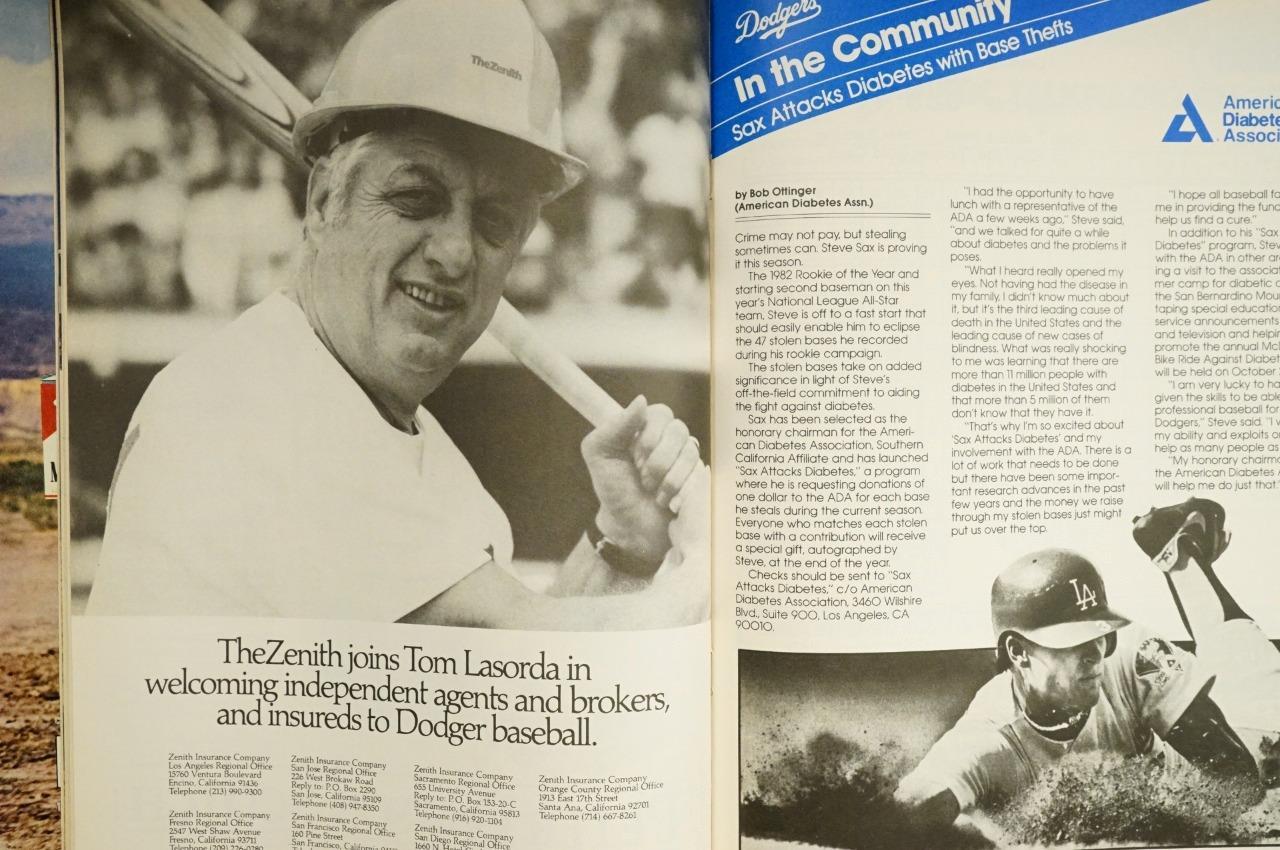 TheZenith
TheZenith joins Tom Lasorda in
welcoming independent agents and brokers,
and insureds to Dodger baseball.
Zenith Insurance Company
Los Angeles Regional Office
15760 Ventura Boulevard
Encino, California 91436
Telephone (213) 990-9300
Zenith Insurance Company
Fresno Regional Office
2547 West Shaw Avenue
Fresno, California 93711
Telephone (209) 226-0280
Zenith Insurance Company
San Jose Regional Office
226 West Brokaw Road
Reply to: P.O. Box 2290
San Jose, California 95109
Telephone (408) 947-8350
Zenith Insurance Company
San Francisco Regional Office
160 Pine Street
San Francisco, California
Zenith Insurance Company
Sacramento Regional Office
655 University Avenue
Reply to: P.O. Box 153-20-C
Sacramento, California 95813
Telephone (916) 920-1104
Zenith Insurance Company
San Diego Regional Office
1660 N. Hotel
Zenith Insurance Company
Orange County Regional Office
1913 East 17th Street
Santa Ana, California 92701
Telephone (714) 667-8261
Dodgers
In the Community
Sax Attacks Diabetes with Base Thefts
Americ
Diabete
Associ
by Bob Ottinger
(American Diabetes Assn.)
Crime may not pay, but stealing
sometimes can. Steve Sax is proving
it this season.
The 1982 Rookie of the Year and
starting second baseman on this
year's National League All-Star
team, Steve is off to a fast start that
should easily enable him to eclipse
the 47 stolen bases he recorded
during his rookie campaign.
The stolen bases take on added
significance in light of Steve's
off-the-field commitment to aiding
the fight against diabetes.
Sax has been selected as the
honorary chairman for the Ameri-
can Diabetes Association, Southern
California Affiliate and has launched
"Sax Attacks Diabetes," a program
where he is requesting donations of
one dollar to the ADA for each base
he steals during the current season.
Everyone who matches each stolen
base with a contribution will receive
a special gift, autographed by
Steve, at the end of the year.
Checks should be sent to "Sax
Attacks Diabetes," c/o American
Diabetes Association, 3460 Wilshire
Blvd., Suite 900, Los Angeles, CA
90010.
"I had the opportunity to have
lunch with a representative of the
ADA a few weeks ago," Steve said,
"and we talked for quite a while
about diabetes and the problems it
poses.
"What I heard really opened my
eyes. Not having had the disease in
my family, I didn't know much about
it, but it's the third leading cause of
death in the United States and the
leading cause of new cases of
blindness. What was really shocking
to me was learning that there are
more than 11 million people with
diabetes in the United States and
that more than 5 million of them
don't know that they have it.
"That's why I'm so excited about
'Sax Attacks Diabetes' and my
involvement with the ADA. There is a
lot of work that needs to be done
but there have been some impor-
tant research advances in the past
few years and the money we raise
through my stolen bases just might
put us over the top.
"I hope all baseball fa
me in providing the fund
help us find a cure."
In addition to his "Sax
Diabetes" program, Stev
with the ADA in other are
ing a visit to the associat
mer camp for diabetic c
the San Bernardino Mou
taping special education
service announcements
and television and helpin
promote the annual McD
Bike Ride Against Diabet
will be held on October
"I am very lucky to ha
given the skills to be able
professional baseball for
Dodgers," Steve said. "I w
my ability and exploits o
help as many people as
"My honorary chairma
the American Diabetes A
will help me do just that."
LA